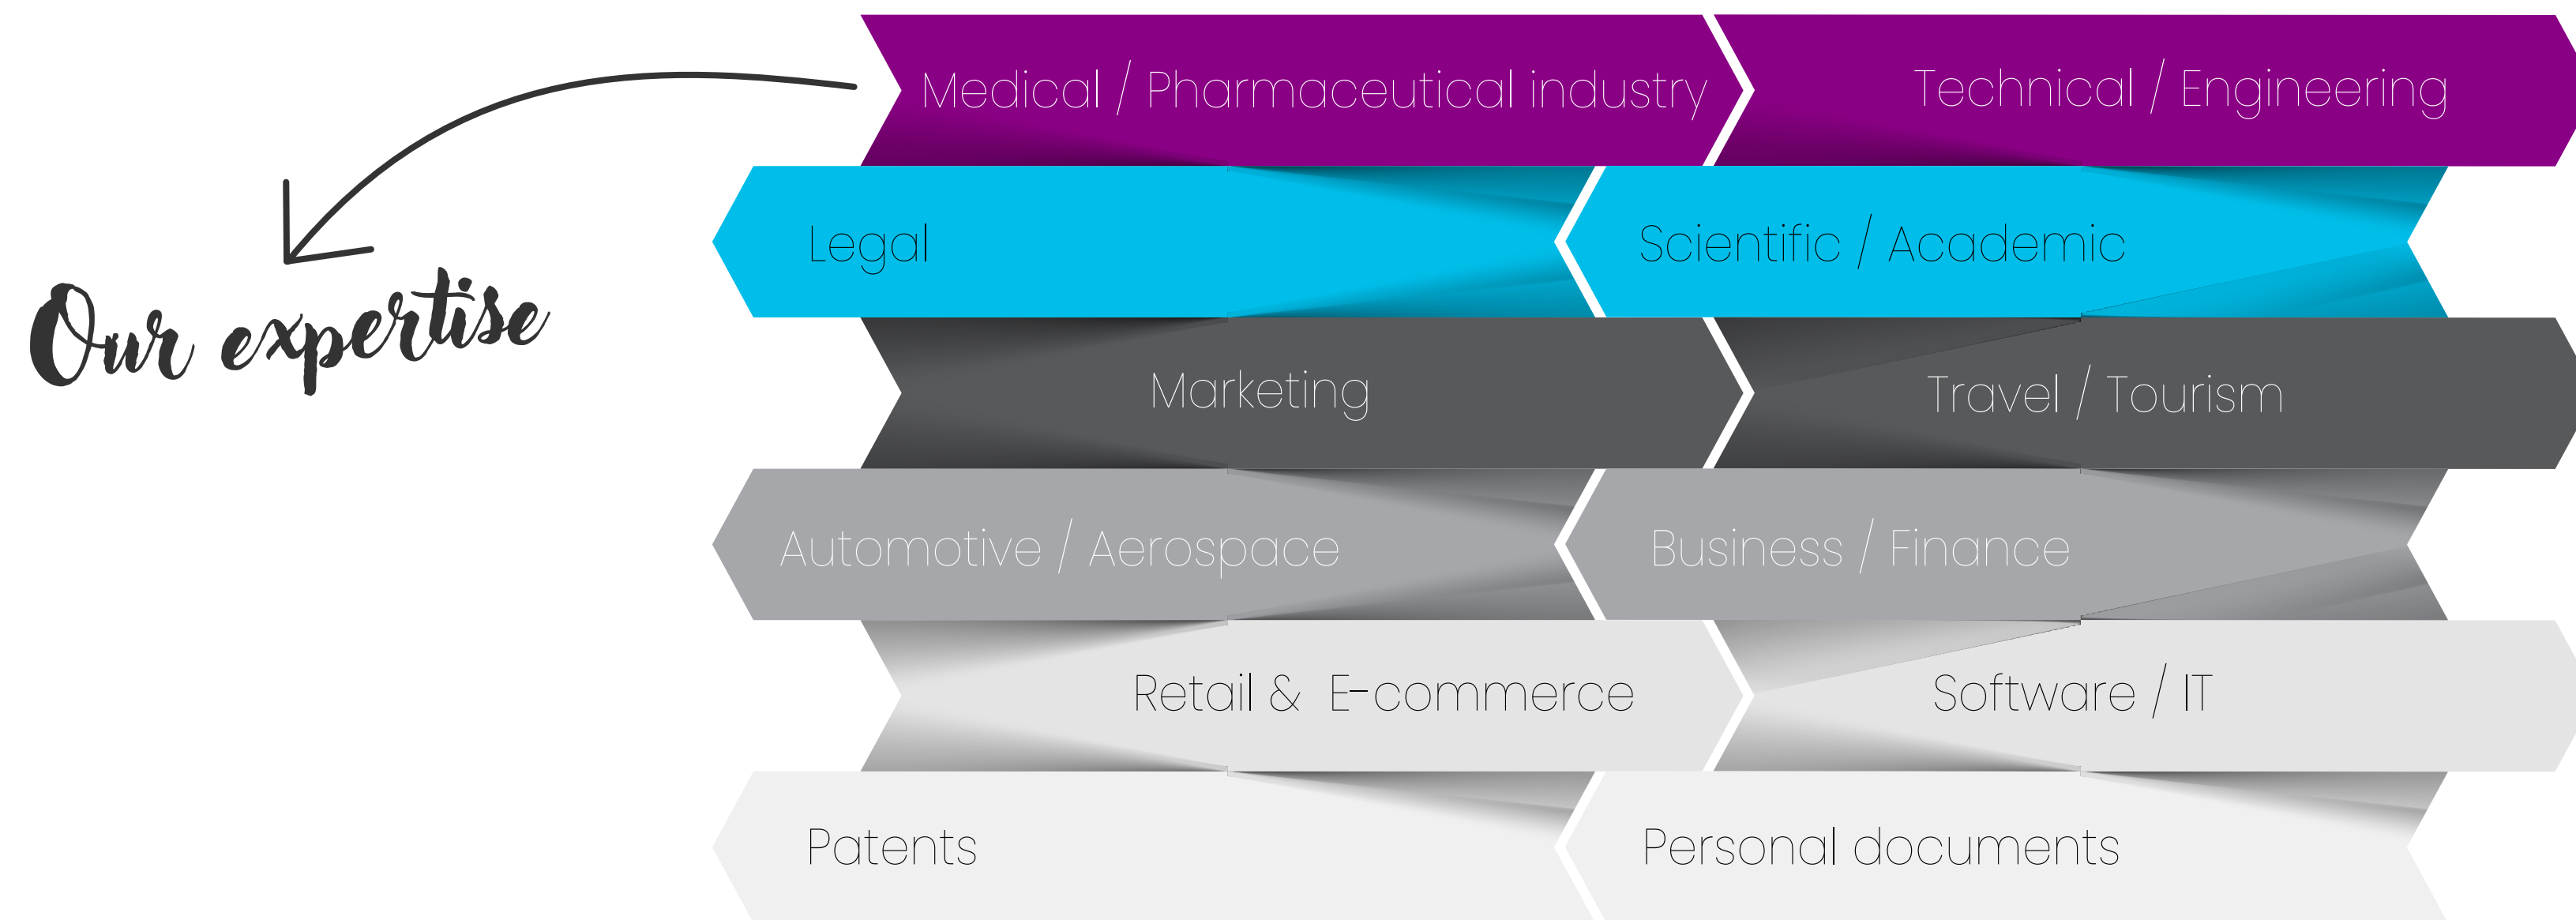 Our expertise
Medical / Pharmaceutical industry
Technical / Engineering
Legal
Scientific / Academic
Marketing
Travel / Tourism
Automotive / Aerospace
Business / Finance
Retail & E-commerce
Software / IT
Patents
Personal documents